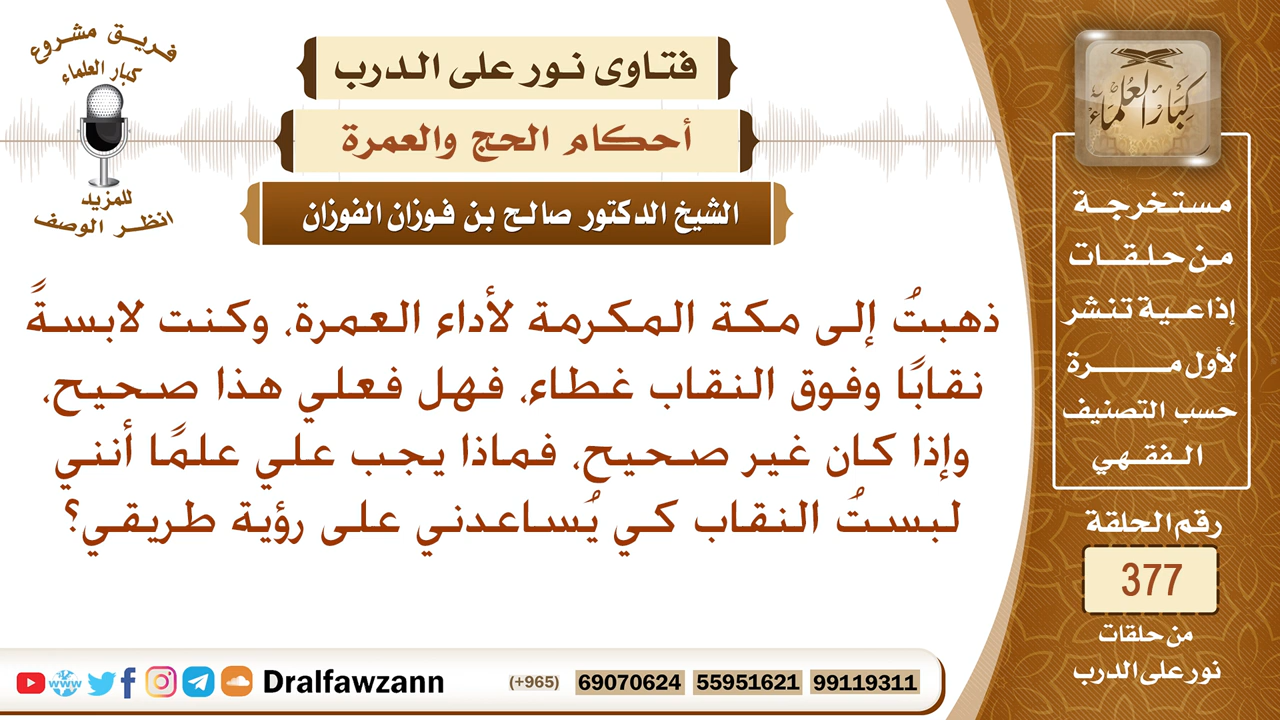 فريق مشروع
كبار العلماء
للمزيد
انظر الوصف
فتاوى نور على الدرب
أحكام الحج والعمرة
الشيخ الدكتور صالح بن فوزان الفوزان
ذهبتُ إلى مكة المكرمة لأداء العمرة، وكنت لابسةً
نقابًا وفوق النقاب غطاء، فهل فعلي هذا صحيح،
وإذا كان غير صحيح، فماذا يجب علي علمًا أنني
لبستُ النقاب كي يُساعدني على رؤية طريقي؟
كبار العلماء
مستخرجة
من حلقات
إذاعية تنشر
لأول مرة
حسب التصنيف
الفقهي
رقم الحلقة
377
من حلقات
نور على الدرب
www
Dralfawzann
(+965) 69070624 55951621 99119311